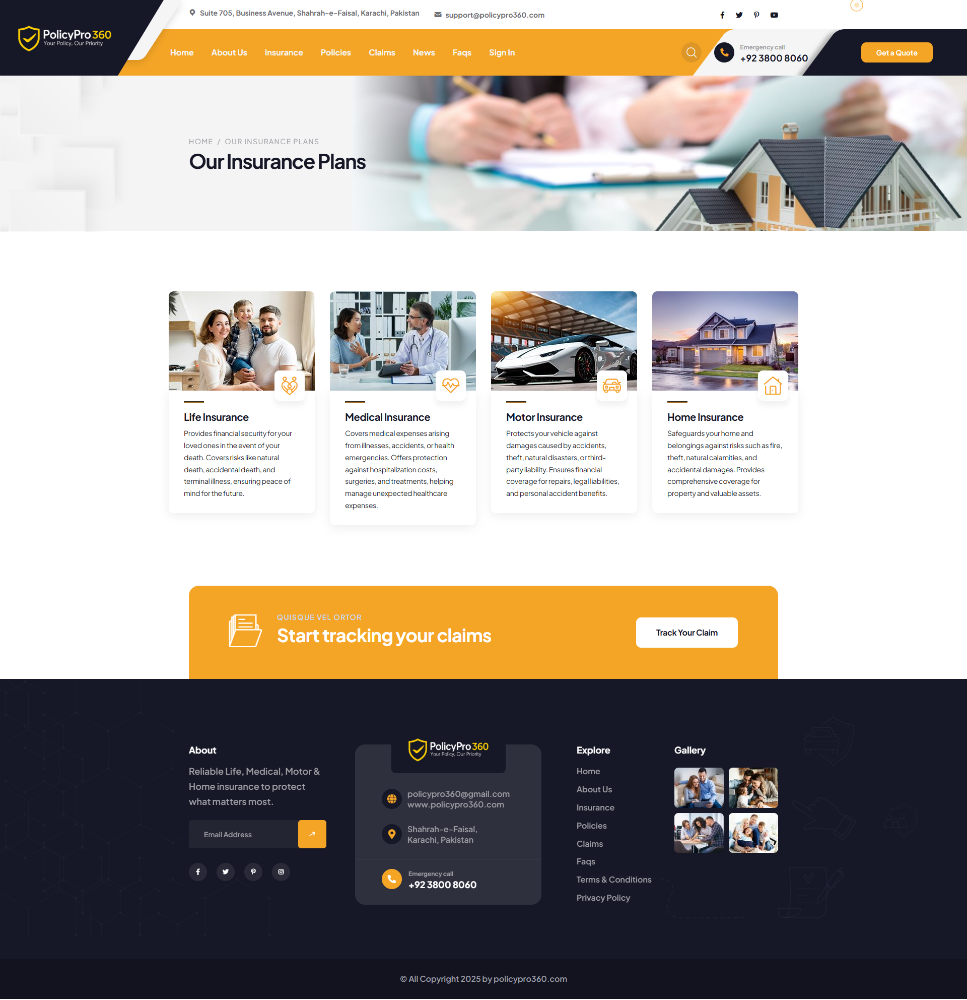 PolicyPro 360
Your Policy, Our Priority
Suite 705, Business Avenue, Shahrah-e-Faisal, Karachi, Pakistan
support@policypro360.com
Home
About Us
Insurance
Policies
Claims
News
Faqs
Sign In
Emergency call
+92 3800 8060
Get a Quote
HOME / OUR INSURANCE PLANS
Our Insurance Plans
Life Insurance
Provides financial security for your
loved ones in the event of your
death. Covers risks like natural
death, accidental death, and
terminal illness, ensuring peace of
mind for the future.
Medical Insurance
Covers medical expenses arising
from illnesses, accidents, or health
emergencies. Offers protection
against hospitalization costs,
surgeries, and treatments, helping
manage unexpected healthcare
expenses.
Motor Insurance
Protects your vehicle against
damages caused by accidents,
theft, natural disasters, or third-
party liability. Ensures financial
coverage for repairs, legal liabilities,
and personal accident benefits.
Home Insurance
Safeguards your home and
belongings against risks such as fire,
theft, natural calamities, and
accidental damages. Provides
comprehensive coverage for
property and valuable assets.
QUISQUE VEL ORTOR
Start tracking your claims
Track Your Claim
About
Reliable Life, Medical, Motor &
Home insurance to protect
what matters most.
Email Address
PolicyPro 360
Your Policy, Our Priority
policypro360@gmail.com
www.policypro360.com
Shahrah-e-Faisal,
Karachi, Pakistan
Emergency call
+92 3800 8060
Explore
Home
About Us
Insurance
Policies
Claims
Faqs
Terms & Conditions
Privacy Policy
Gallery
© All Copyright 2025 by policypro360.com